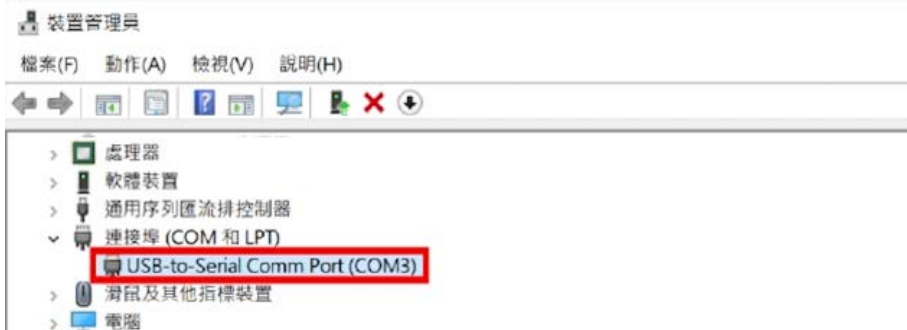 裝置管理員
檔案(F) 動作(A) 檢視(V) 說明(H)
處理器
軟體裝置
通用序列匯流排控制器
連接埠 (COM 和 LPT)
USB-to-Serial Comm Port (COM3)
滑鼠及其他指標裝置
電腦